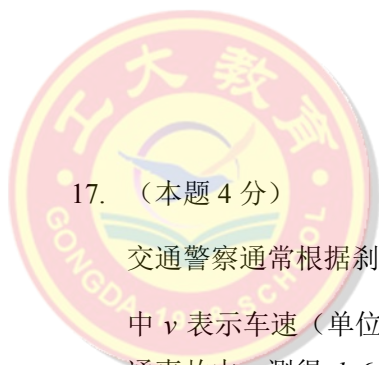 工大教育
17. （本题 4 分）
交通警察通常根据刹
中 v 表示车速（单位
GONGDA
SCHOOL